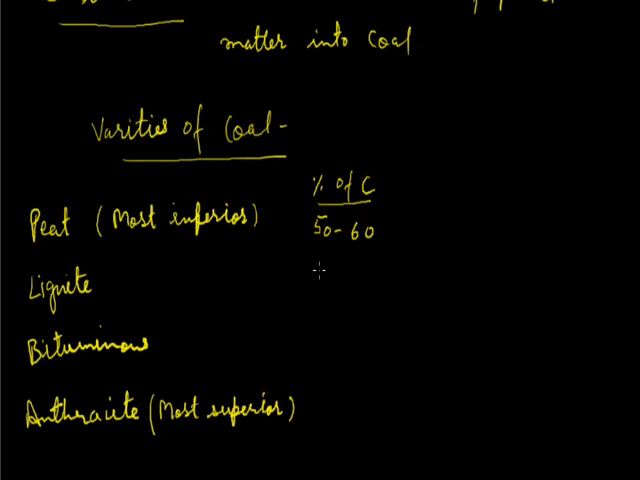 matter into Coal
Varities of Coal -
% of C
Peat (Most inferior) 50-60
Lignite
Bituminous
Anthracite (Most superior)